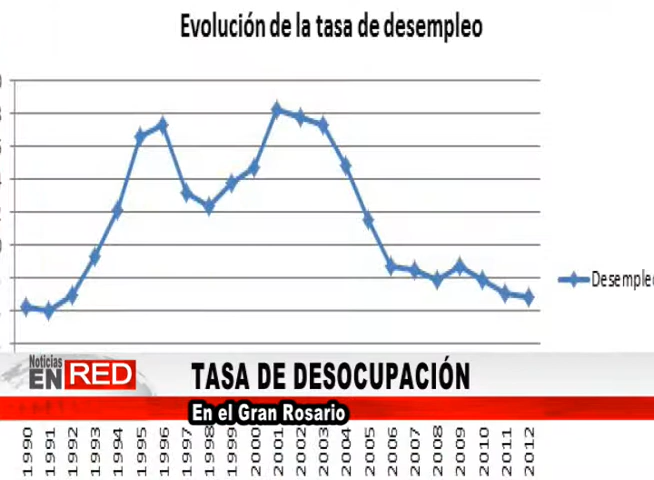 Evolución de la tasa de desempleo
Desempleo
Noticias
EN RED
TASA DE DESOCUPACIÓN
En el Gran Rosario
1990 1991 1992 1993 1994 1995 1996 1997 1998 1999 2000 2001 2002 2003 2004 2005 2006 2007 2008 2009 2010 2011 2012